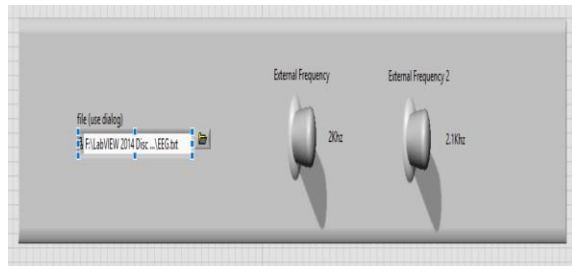 External Frequency
External Frequency 2
file (use dialog)
F:\LabVIEW 2014 Disc ...\EEG.txt
2Khz
2.1Khz